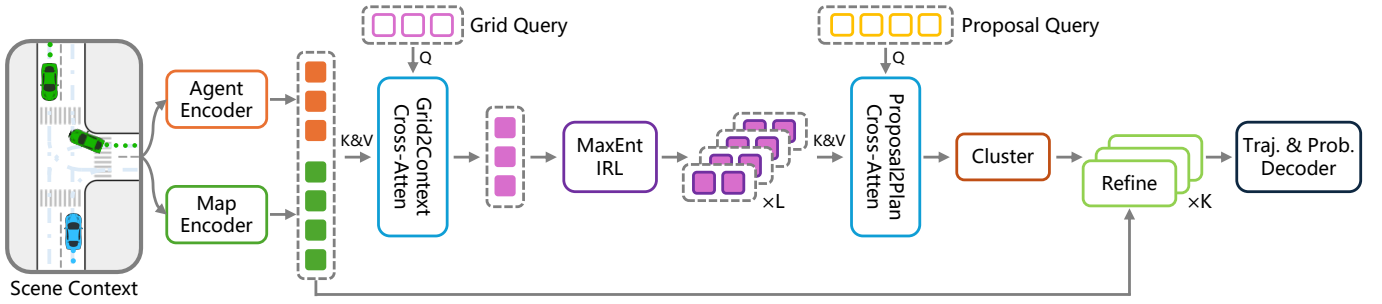 Scene Context
Agent
Encoder
Map
Encoder
K&V
Grid Query
Q
Grid2Context
Cross-Atten
MaxEnt
IRL
×L
K&V
Proposal Query
Q
Proposal2Plan
Cross-Atten
Cluster
Refine
×K
Traj. & Prob.
Decoder